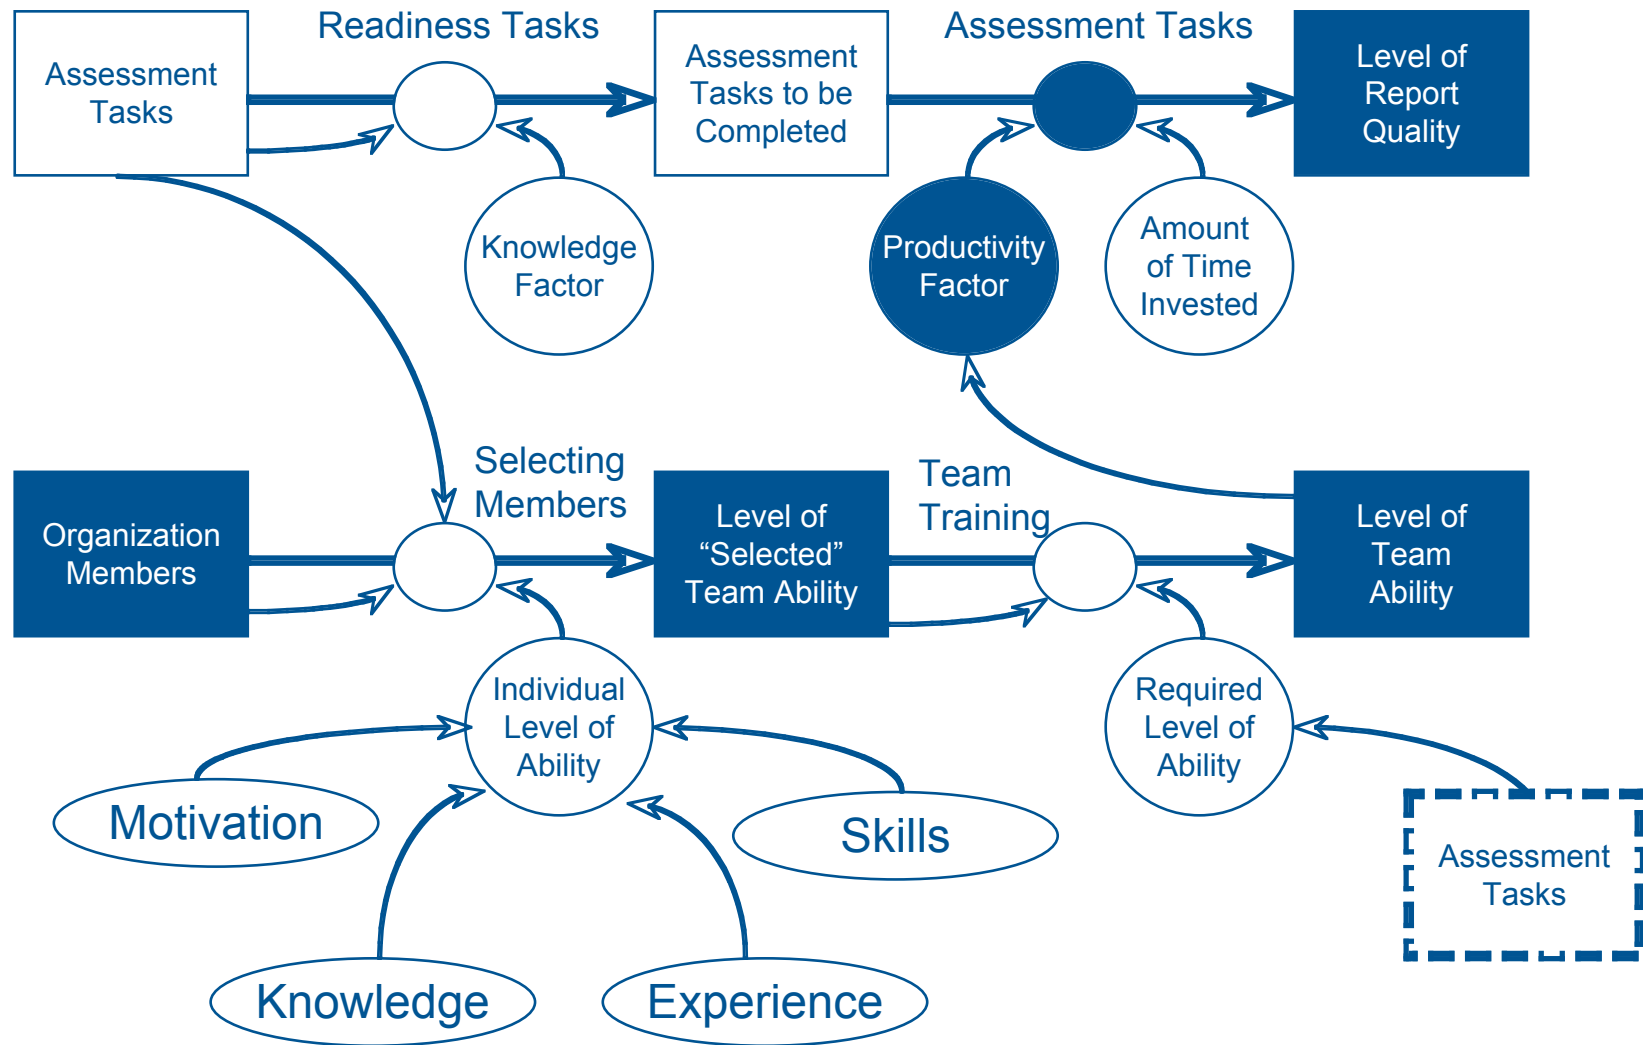 Readiness Tasks
Assessment Tasks
Assessment
Tasks
Assessment
Tasks to be
Completed
Level of
Report
Quality
Knowledge
Factor
Productivity
Factor
Amount
of Time
Invested
Selecting
Members
Team
Training
Organization
Members
Level of
“Selected”
Team Ability
Level of
Team
Ability
Individual
Level of
Ability
Required
Level of
Ability
Motivation
Skills
Assessment
Tasks
Knowledge
Experience